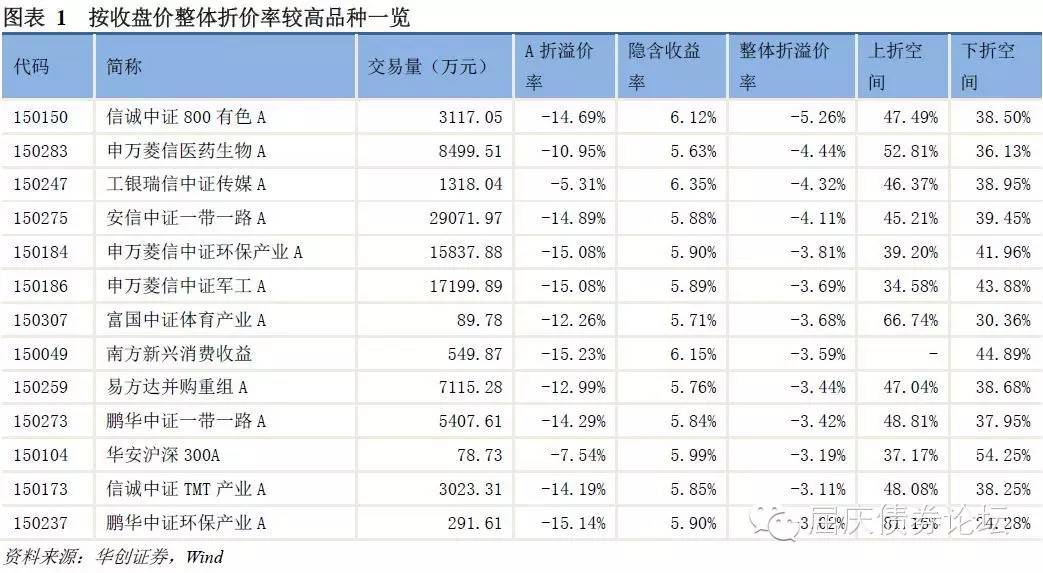 图表 1 按收盘价整体折价率较高品种一览
代码 简称 交易量（万元） A 折溢价率 隐含收益率 整体折溢价率 上折空间 下折空间
150150 信诚中证 800 有色 A 3117.05 -14.69% 6.12% -5.26% 47.49% 38.50%
150283 申万菱信医药生物 A 8499.51 -10.95% 5.63% -4.44% 52.81% 36.13%
150247 工银瑞信中证传媒 A 1318.04 -5.31% 6.35% -4.32% 46.37% 38.95%
150275 安信中证一带一路 A 29071.97 -14.89% 5.88% -4.11% 45.21% 39.45%
150184 申万菱信中证环保产业 A 15837.88 -15.08% 5.90% -3.81% 39.20% 41.96%
150186 申万菱信中证军工 A 17199.89 -15.08% 5.89% -3.69% 34.58% 43.88%
150307 富国中证体育产业 A 89.78 -12.26% 5.71% -3.68% 66.74% 30.36%
150049 南方新兴消费收益 549.87 -15.23% 6.15% -3.59% - 44.89%
150259 易方达并购重组 A 7115.28 -12.99% 5.76% -3.44% 47.04% 38.68%
150273 鹏华中证一带一路 A 5407.61 -14.29% 5.84% -3.42% 48.81% 37.95%
150104 华安沪深 300A 78.73 -7.54% 5.99% -3.19% 37.17% 54.25%
150173 信诚中证 TMT 产业 A 3023.31 -14.19% 5.85% -3.11% 48.08% 38.25%
150237 鹏华中证环保产业 A 291.61 -15.14% 5.90%
屈庆债券论坛
资料来源：华创证券，Wind